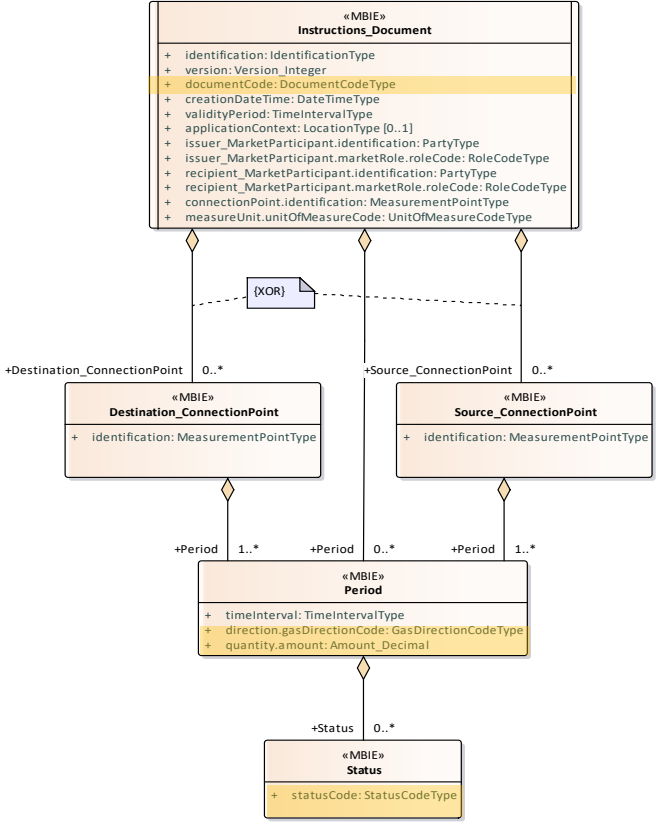 «MBIE»
Instructions_Document
+ identification: IdentificationType
+ version: Version_Integer
+ documentCode: DocumentCodeType
+ creationDateTime: DateTimeType
+ validityPeriod: TimeIntervalType
+ applicationContext: LocationType [0..1]
+ issuer_MarketParticipant.identification: PartyType
+ issuer_MarketParticipant.marketRole.roleCode: RoleCodeType
+ recipient_MarketParticipant.identification: PartyType
+ recipient_MarketParticipant.marketRole.roleCode: RoleCodeType
+ connectionPoint.identification: MeasurementPointType
+ measureUnit.unitOfMeasureCode: UnitOfMeasureCodeType
{XOR}
+Destination_ConnectionPoint 0..*
+Source_ConnectionPoint 0..*
«MBIE»
Destination_ConnectionPoint
+ identification: MeasurementPointType
«MBIE»
Source_ConnectionPoint
+ identification: MeasurementPointType
+Period 1..*
+Period 0..*
+Period 1..*
«MBIE»
Period
+ timeInterval: TimeIntervalType
+ direction.gasDirectionCode: GasDirectionCodeType
+ quantity.amount: Amount_Decimal
+Status 0..*
«MBIE»
Status
+ statusCode: StatusCodeType